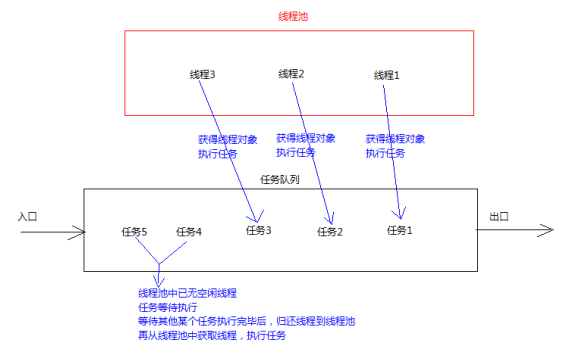 线程池
线程3
线程2
线程1
获得线程对象
执行任务
获得线程对象
执行任务
获得线程对象
执行任务
任务队列
入口
出口
任务5
任务4
任务3
任务2
任务1
线程池中已无空闲线程
任务等待执行
等待其他某个任务执行完毕后，归还线程到线程池
再从线程池中获取线程，执行任务